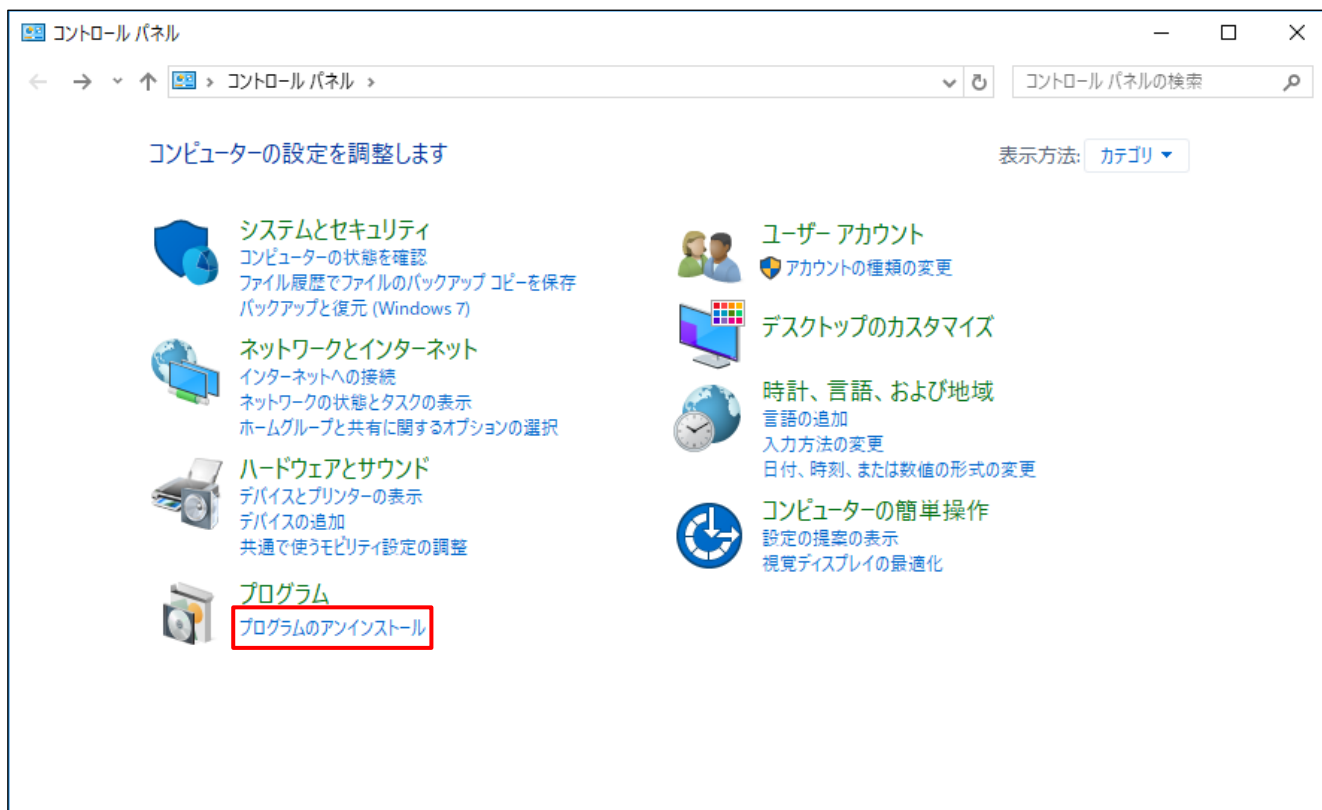 コントロール パネル
コントロール パネル
コントロール パネルの検索
コンピューターの設定を調整します
表示方法: カテゴリ
システムとセキュリティ
コンピューターの状態を確認
ファイル履歴でファイルのバックアップ コピーを保存
バックアップと復元 (Windows 7)
ネットワークとインターネット
インターネットへの接続
ネットワークの状態とタスクの表示
ホームグループと共有に関するオプションの選択
ハードウェアとサウンド
デバイスとプリンターの表示
デバイスの追加
共通で使うモビリティ設定の調整
プログラム
プログラムのアンインストール
ユーザー アカウント
アカウントの種類の変更
デスクトップのカスタマイズ
時計、言語、および地域
言語の追加
入力方法の変更
日付、時刻、または数値の形式の変更
コンピューターの簡単操作
設定の提案の表示
視覚ディスプレイの最適化